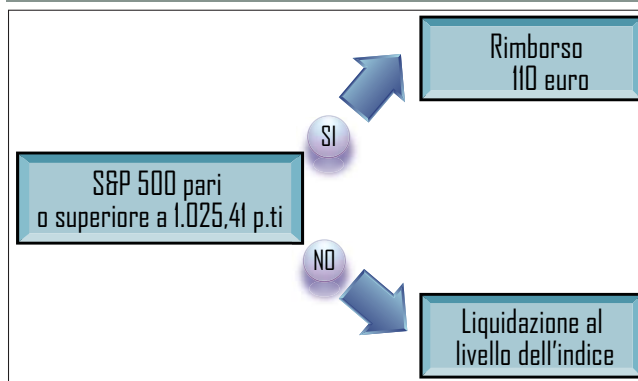 Rimborso
110 euro
SI
S&P 500 pari
o superiore a 1.025,41 p.ti
NO
Liquidazione al
livello dell'indice